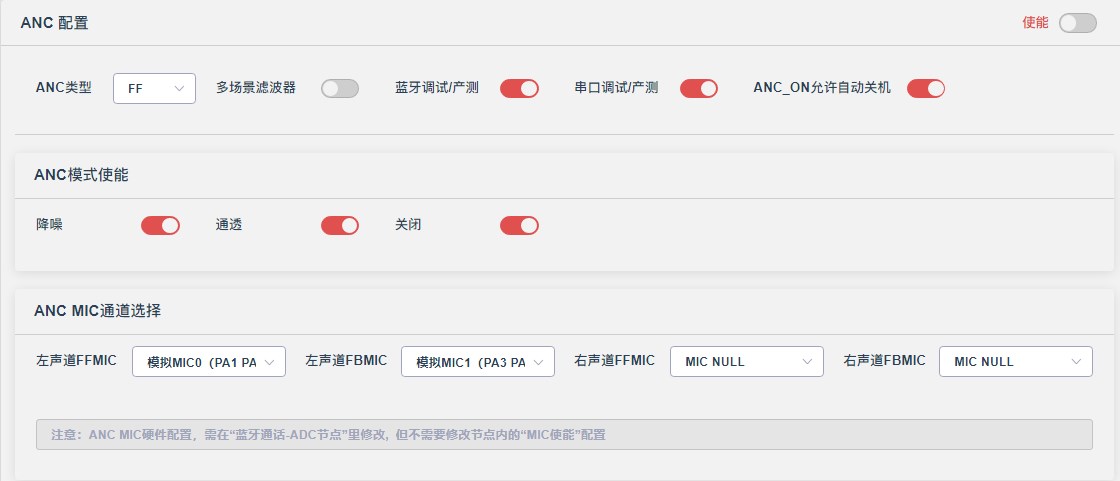 ANC 配置 使能
ANC类型 FF 多场景滤波器 蓝牙调试/产测 串口调试/产测 ANC_ON允许自动关机
ANC模式使能
降噪 通透 关闭
ANC MIC通道选择
左声道FFMIC 模拟MIC0（PA1 PA 左声道FBMIC 模拟MIC1（PA3 PA 右声道FFMIC MIC NULL 右声道FBMIC MIC NULL
注意：ANC MIC硬件配置，需在“蓝牙通话-ADC节点”里修改, 但不需要修改节点内的“MIC使能”配置